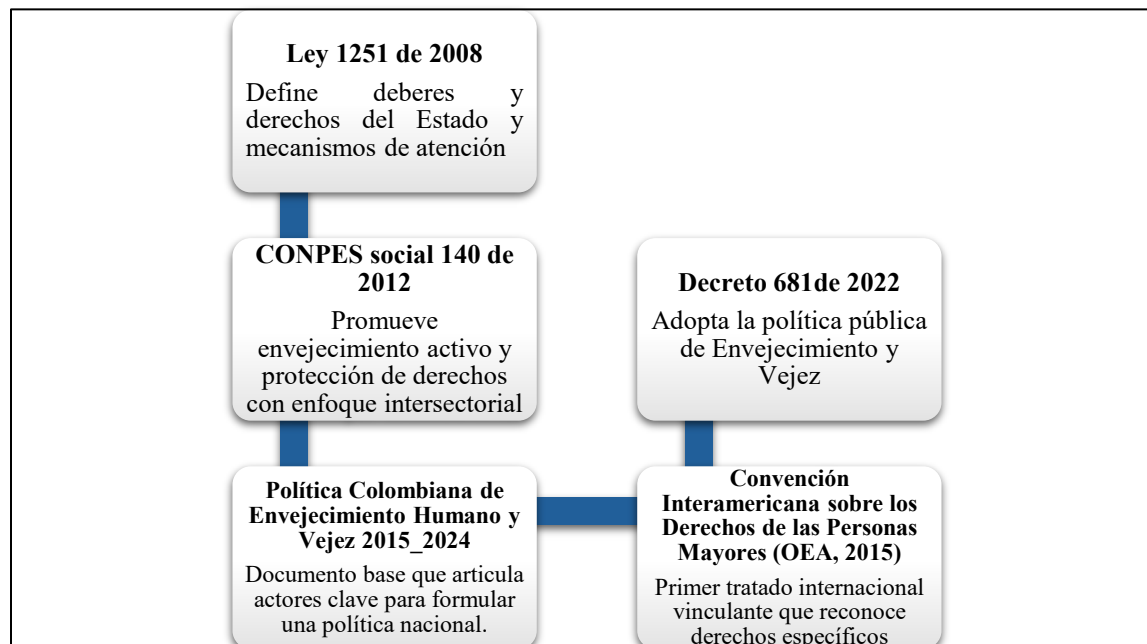 Ley 1251 de 2008
Define deberes y
derechos del Estado y
mecanismos de atención
CONPES social 140 de
2012
Promueve
envejecimiento activo y
protección de derechos
con enfoque intersectorial
Política Colombiana de
Envejecimiento Humano y
Vejez 2015_2024
Documento base que articula
actores clave para formular
una política nacional.
Convención
Interamericana sobre los
Derechos de las Personas
Mayores (OEA, 2015)
Primer tratado internacional
vinculante que reconoce
derechos específicos
Decreto 681de 2022
Adopta la política pública
de Envejecimiento y
Vejez